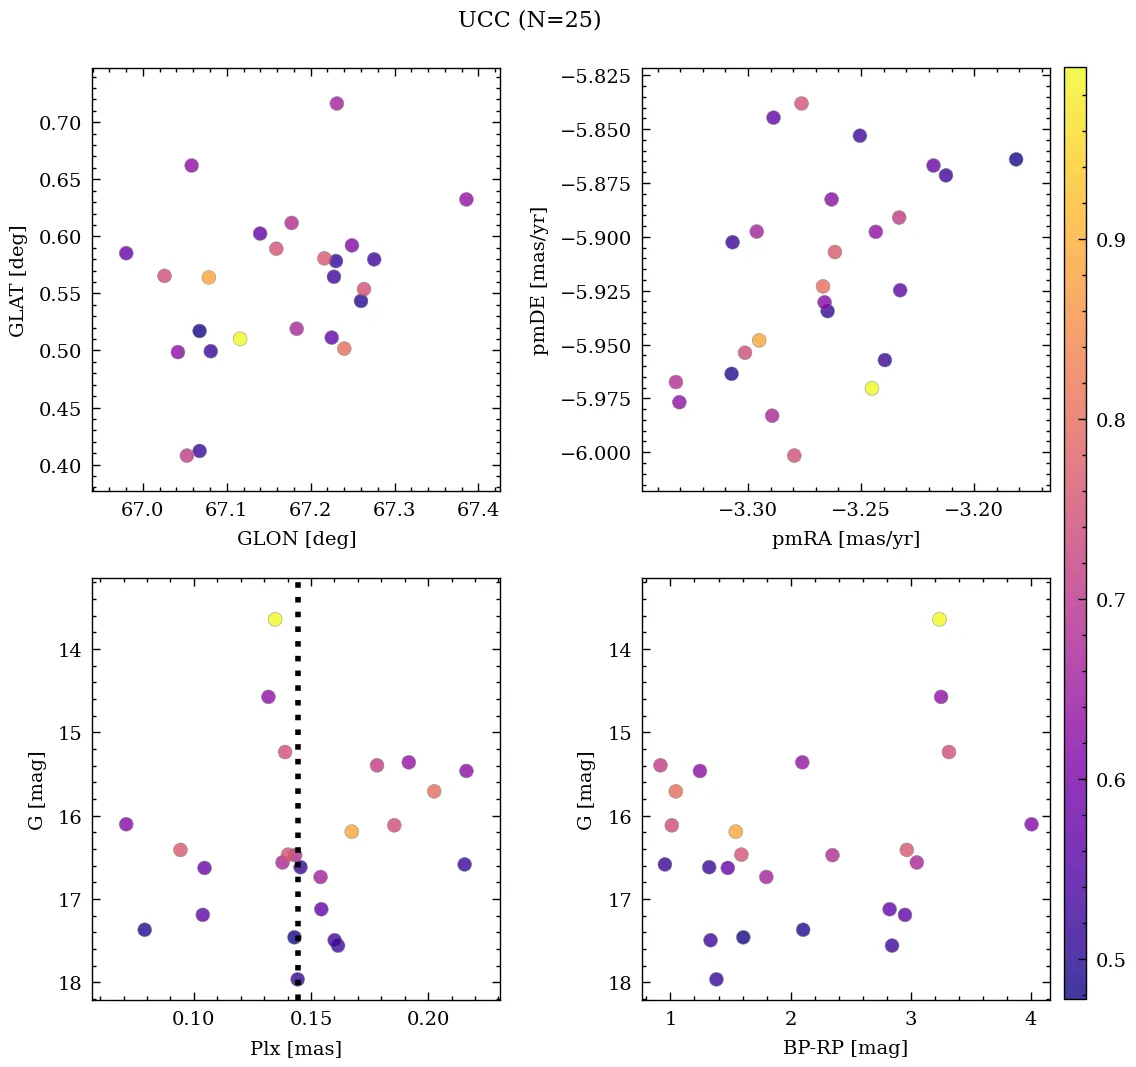 UCC (N=25)
0.70
0.65
0.60
0.55
0.50
0.45
0.40
GLAT [deg]
67.0 67.1 67.2 67.3 67.4
GLON [deg]
−5.825
−5.850
−5.875
−5.900
−5.925
−5.950
−5.975
−6.000
pmDE [mas/yr]
−3.30 −3.25 −3.20
pmRA [mas/yr]
14
15
16
17
18
G [mag]
0.10 0.15 0.20
Plx [mas]
14
15
16
17
18
G [mag]
1 2 3 4
BP-RP [mag]
0.9
0.8
0.7
0.6
0.5